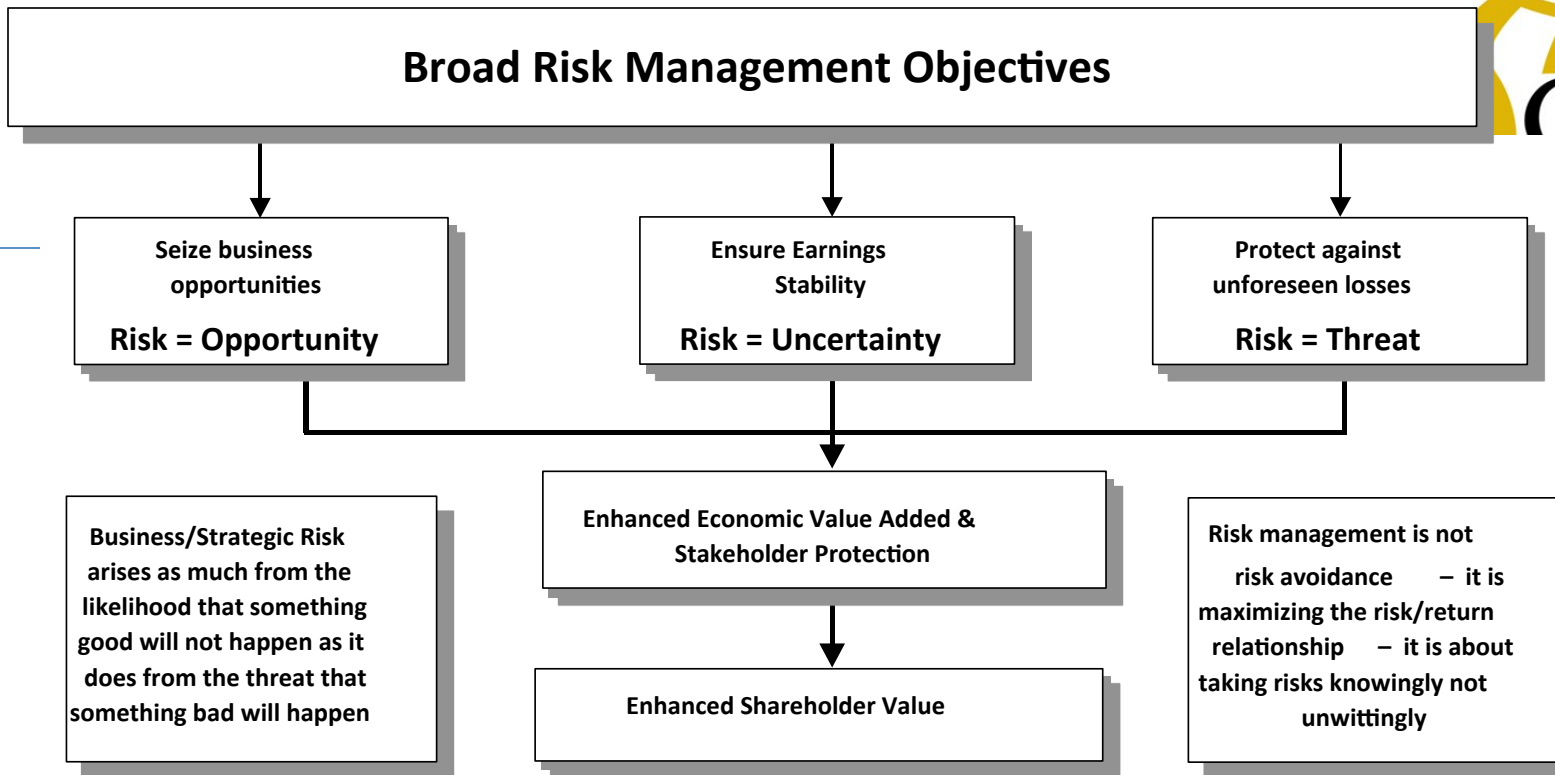 Broad Risk Management Objectives
Seize business
opportunities
Risk = Opportunity
Ensure Earnings
Stability
Risk = Uncertainty
Protect against
unforeseen losses
Risk = Threat
Business/Strategic Risk
arises as much from the
likelihood that something
good will not happen as it
does from the threat that
something bad will happen
Enhanced Economic Value Added &
Stakeholder Protection
Enhanced Shareholder Value
Risk management is not
risk avoidance – it is
maximizing the risk/return
relationship – it is about
taking risks knowingly not
unwittingly